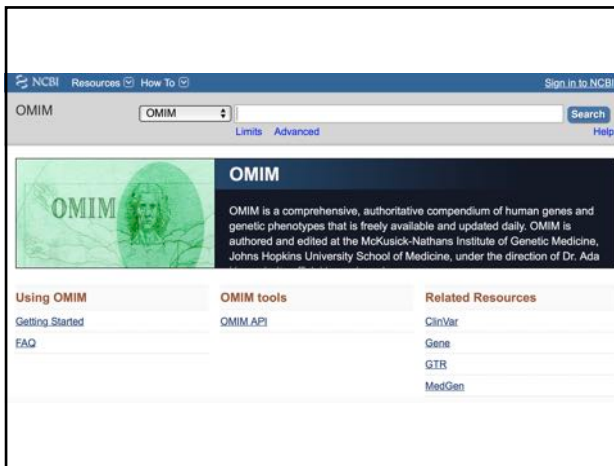 NCBI Resources How To Sign in to NCBI
OMIM OMIM Search
Limits Advanced Help
OMIM
OMIM
OMIM is a comprehensive, authoritative compendium of human genes and
genetic phenotypes that is freely available and updated daily. OMIM is
authored and edited at the McKusick-Nathans Institute of Genetic Medicine,
Johns Hopkins University School of Medicine, under the direction of Dr. Ada
Using OMIM OMIM tools Related Resources
Getting Started OMIM API ClinVar
FAQ Gene
GTR
MedGen